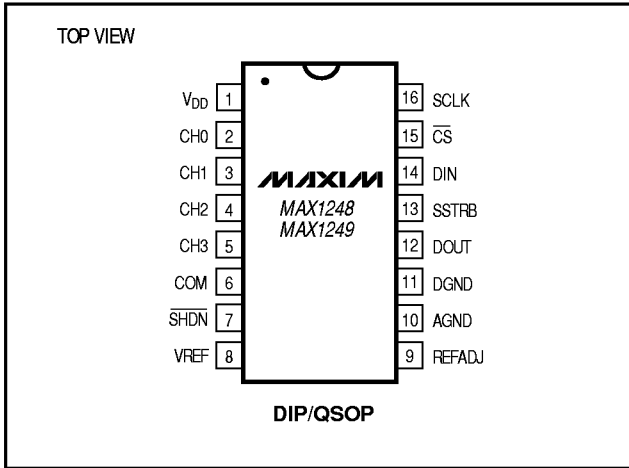 TOP VIEW
VDD 1
CH0 2
CH1 3
CH2 4
CH3 5
COM 6
SHDN 7
VREF 8
MAXIM
MAX1248
MAX1249
16 SCLK
15 CS
14 DIN
13 SSTRB
12 DOUT
11 DGND
10 AGND
9 REFADJ
DIP/QSOP